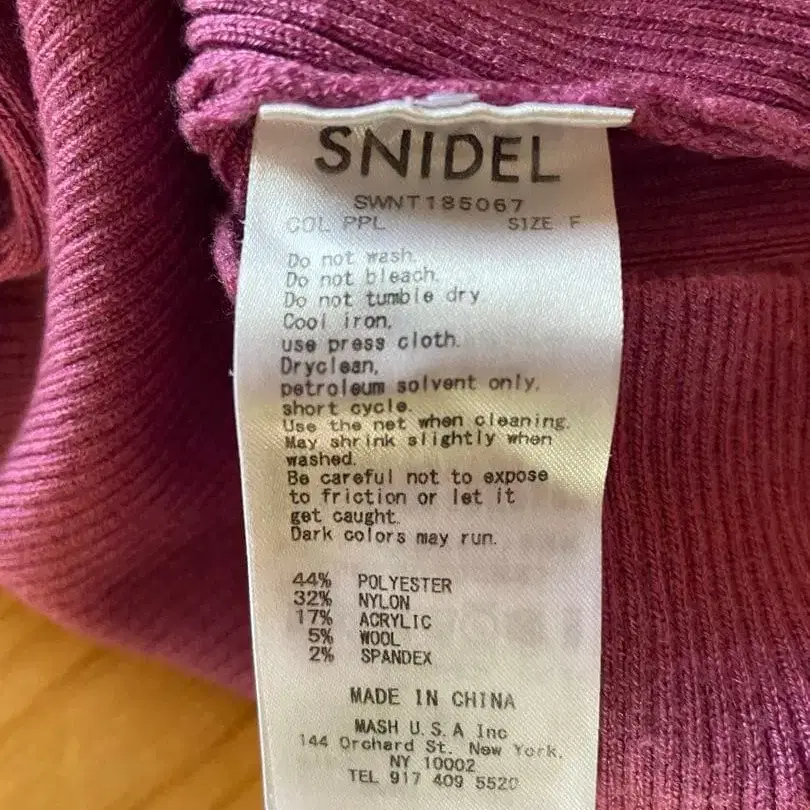 SNIDEL
SWNT185067
COL PPL SIZE F
Do not wash.
Do not bleach.
Do not tumble dry
Cool iron,
use press cloth.
Dryclean,
petroleum solvent only,
short cycle.
Use the net when cleaning.
May shrink slightly when
washed.
Be careful not to expose
to friction or let it
get caught.
Dark colors may run.
44% POLYESTER
32% NYLON
17% ACRYLIC
5% WOOL
2% SPANDEX
MADE IN CHINA
MASH U.S.A Inc
144 Orchard St. New York,
NY 10002
TEL 917 409 5520